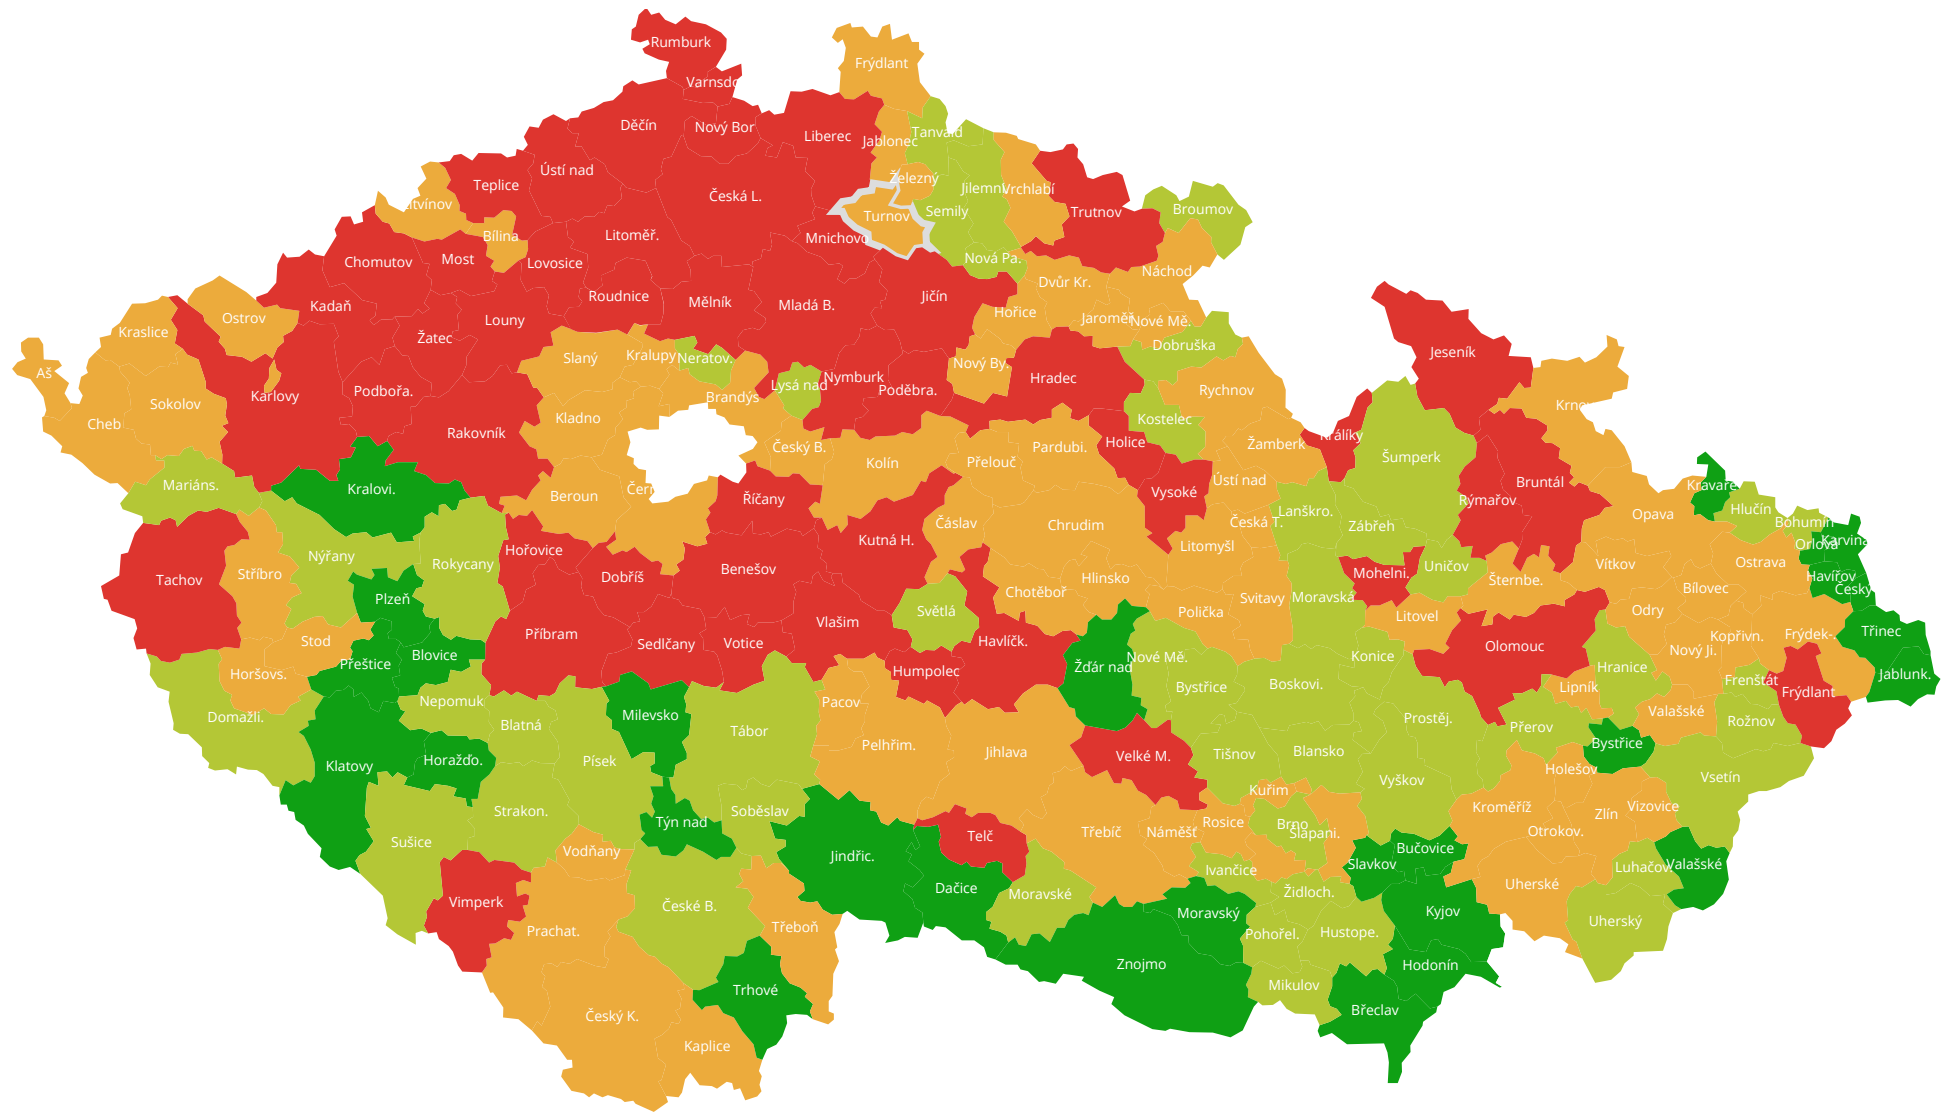 Rumburk
Frýdlant
Varnsdo
Děčín
Nový Bor
Liberec
Jablonec
Tanvald
Ústí nad
Teplice
Česká L.
Železný
Jilemni
Vrchlabí
Turnov
Semily
Trutnov
Broumov
tvínov
Bílina
Litoměř.
Mnichovo
Most
Chomutov
Lovosice
Nová Pa.
Náchod
Dvůr Kr.
Roudnice
Mělník
Mladá B.
Jičín
Kadaň
Ostrov
Louny
Hořice
Jaroměř
Nové Mě.
Kraslice
Žatec
Dobruška
Jeseník
Slaný
Kralupy
Neratov.
Nový By.
Aš
Nymburk
Hradec
Lysá nad
Poděbra.
Rychnov
Podbořa.
Karlovy
Brandýs
Sokolov
Krno
Kladno
Kostelec
Cheb
Rakovník
Králíky
Holice
Žamberk
Český B.
Pardubi.
Kolín
Přelouč
Šumperk
Mariáns.
Kralovi.
Beroun
Čer
Říčany
Vysoké
Ústí nad
Bruntál
Kravaře
Rýmařov
Hlučín
Lanškro.
Opava
Čáslav
Chrudim
Česká T.
Zábřeh
Bohumín
Hořovice
Kutná H.
Litomyšl
Orlová
Karviná
Nýřany
Rokycany
Benešov
Uničov
Vítkov
Ostrava
Tachov
Stříbro
Dobříš
Hlinsko
Mohelni.
Šternbe.
Havířov
Český
Plzeň
Chotěboř
Svitavy
Moravská
Bílovec
Světlá
Polička
Litovel
Odry
Vlašim
Příbram
Sedlčany
Votice
Havlíčk.
Olomouc
Kopřivn.
Frýdek-.
Třinec
Stod
Blovice
Přeštice
Nové Mě.
Konice
Nový Ji.
Žďár nad
Hranice
Horšovs.
Humpolec
Bystřice
Boskovi.
Lipník
Frenštát
Frýdlant
Jablunk.
Nepomuk
Pacov
Domažli.
Milevsko
Blatná
Tábor
Prostěj.
Přerov
Valašské
Rožnov
Pelhřim.
Jihlava
Velké M.
Tišnov
Blansko
Bystřice
Klatovy
Horažďo.
Písek
Holešov
Vsetín
Vyškov
Kuřim
Strakon.
Soběslav
Kroměříž
Vizovice
Týn nad
Zlín
Telč
Třebíč
Náměšť
Rosice
Brno
Šlapani.
Otrokov.
Sušice
Vodňany
Jindřic.
Bučovice
Slavkov
Valašské
Luhačov.
Ivančice
Dačice
Moravské
Židloch.
Uherské
Vimperk
České B.
Moravský
Kyjov
Uherský
Prachat.
Třeboň
Pohořel.
Hustope.
Znojmo
Hodonín
Trhové
Mikulov
Břeclav
Český K.
Kaplice